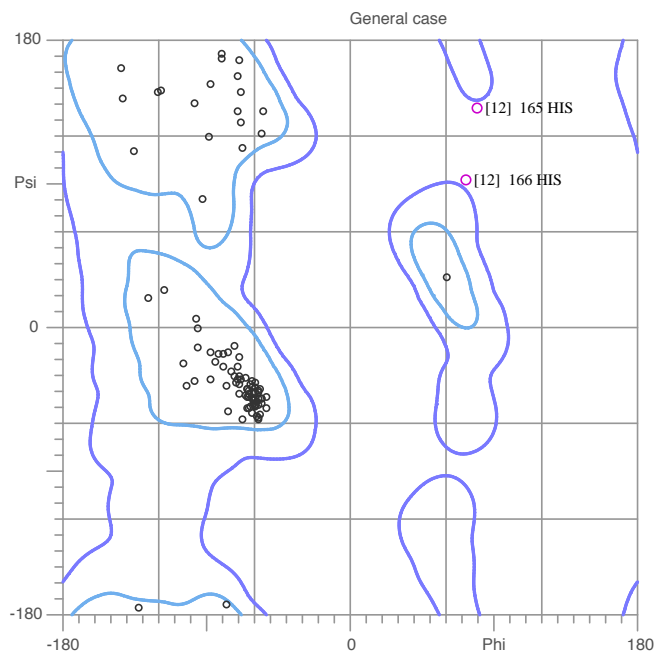 General case
180
[12] 165 HIS
Psi
[12] 166 HIS
0
-180
-180
0
Phi
180